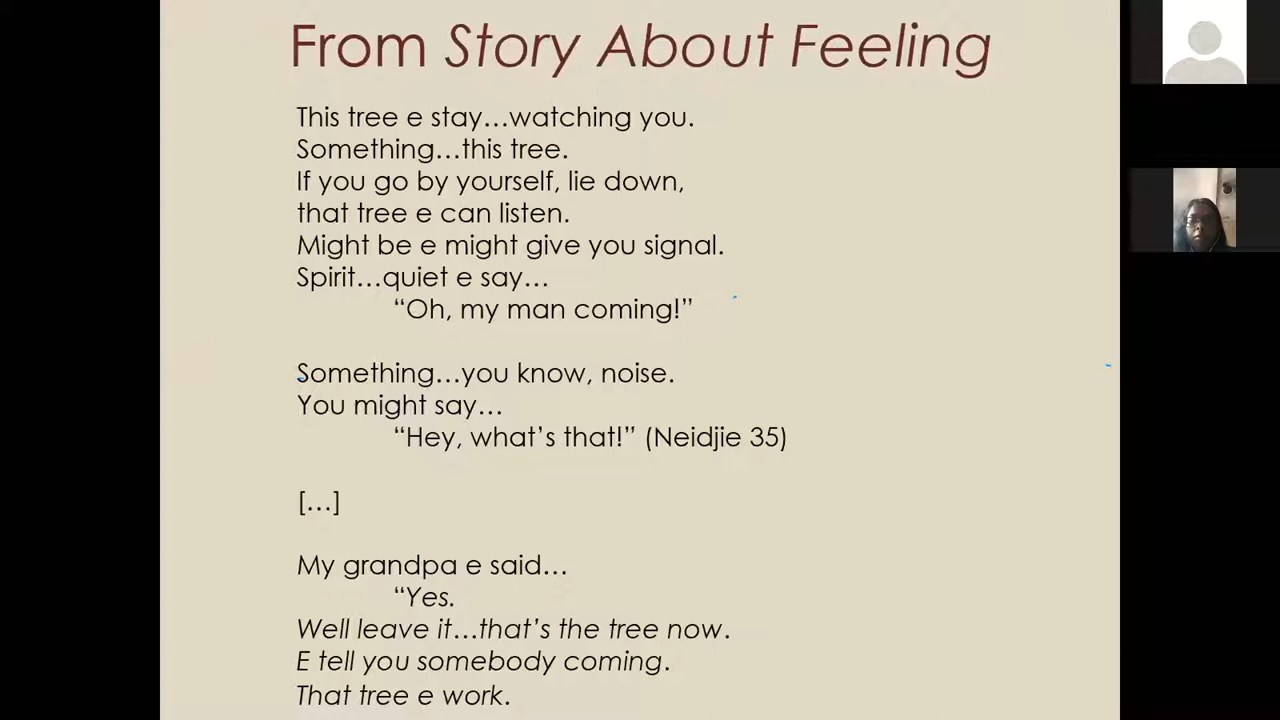 From Story About Feeling
This tree e stay…watching you.
Something…this tree.
If you go by yourself, lie down,
that tree e can listen.
Might be e might give you signal.
Spirit…quiet e say…
“Oh, my man coming!”
Something…you know, noise.
You might say…
“Hey, what’s that!” (Neidjie 35)
[…]
My grandpa e said…
“Yes.
Well leave it…that’s the tree now.
E tell you somebody coming.
That tree e work.